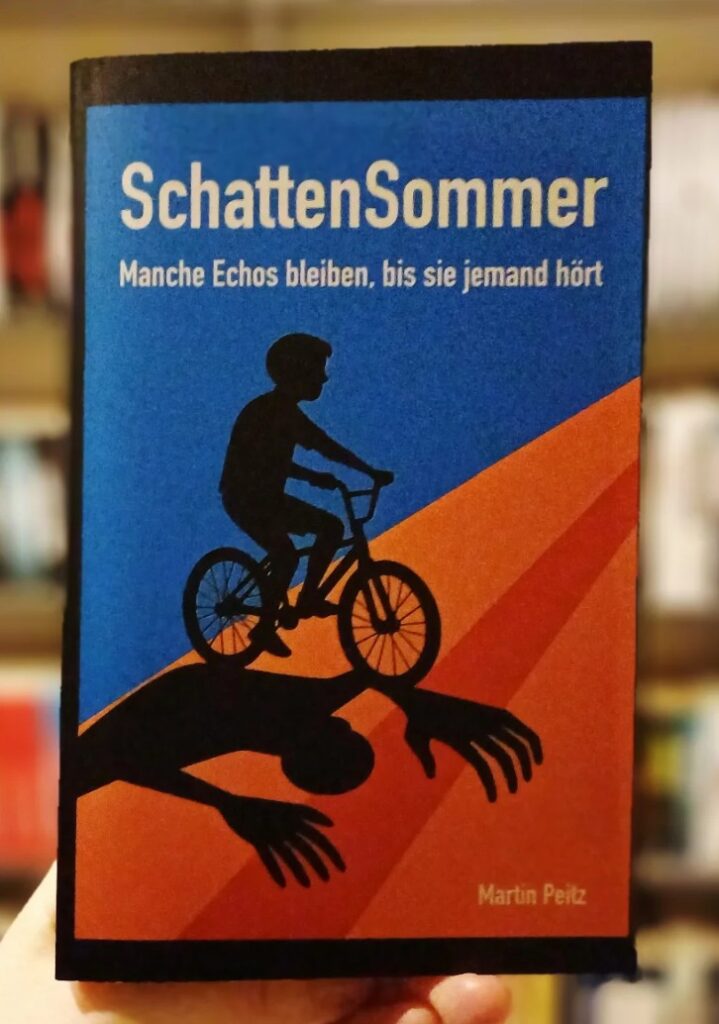 SchattenSommer
Manche Echos bleiben, bis sie jemand hört
Martin Peitz